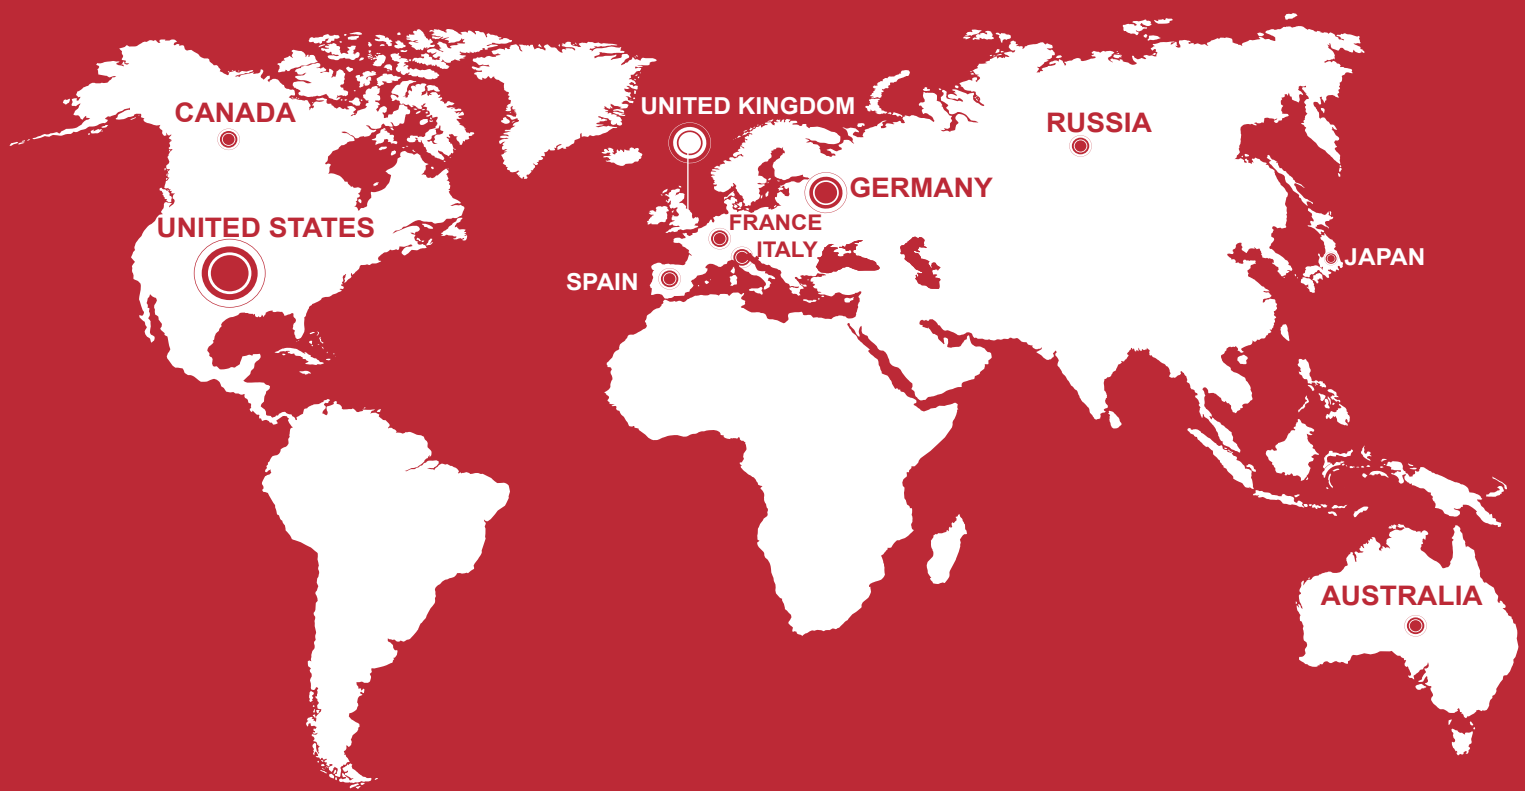 CANADA
UNITED KINGDOM
RUSSIA
GERMANY
UNITED STATES
FRANCE
ITALY
JAPAN
SPAIN
AUSTRALIA